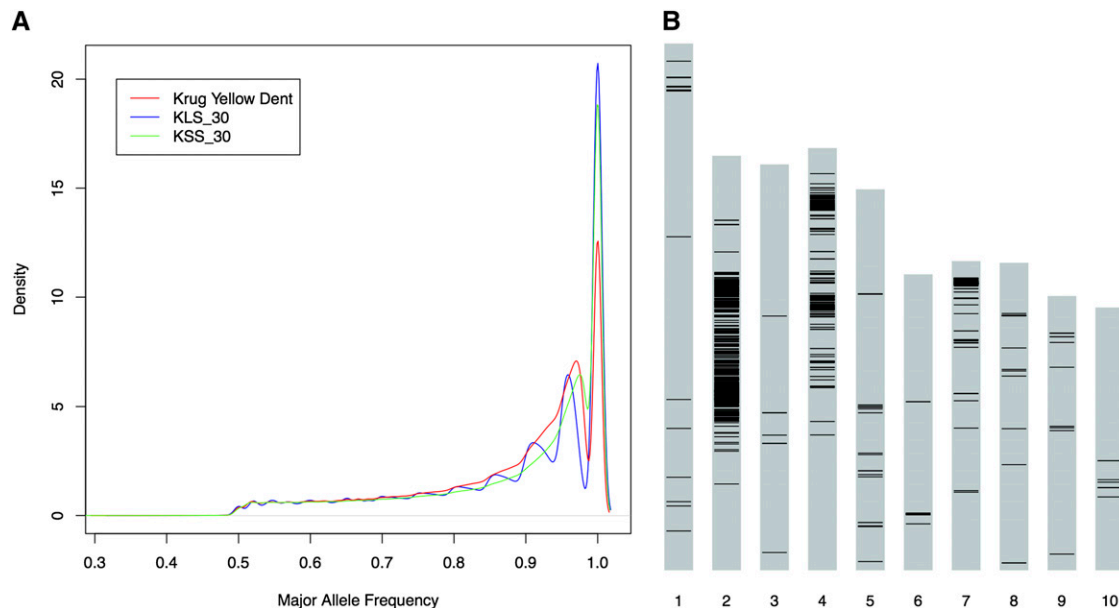 A
B
20
15
10
5
0
Density
Krug Yellow Dent
KLS_30
KSS_30
0.3 0.4 0.5 0.6 0.7 0.8 0.9 1.0
Major Allele Frequency
1 2 3 4 5 6 7 8 9 10